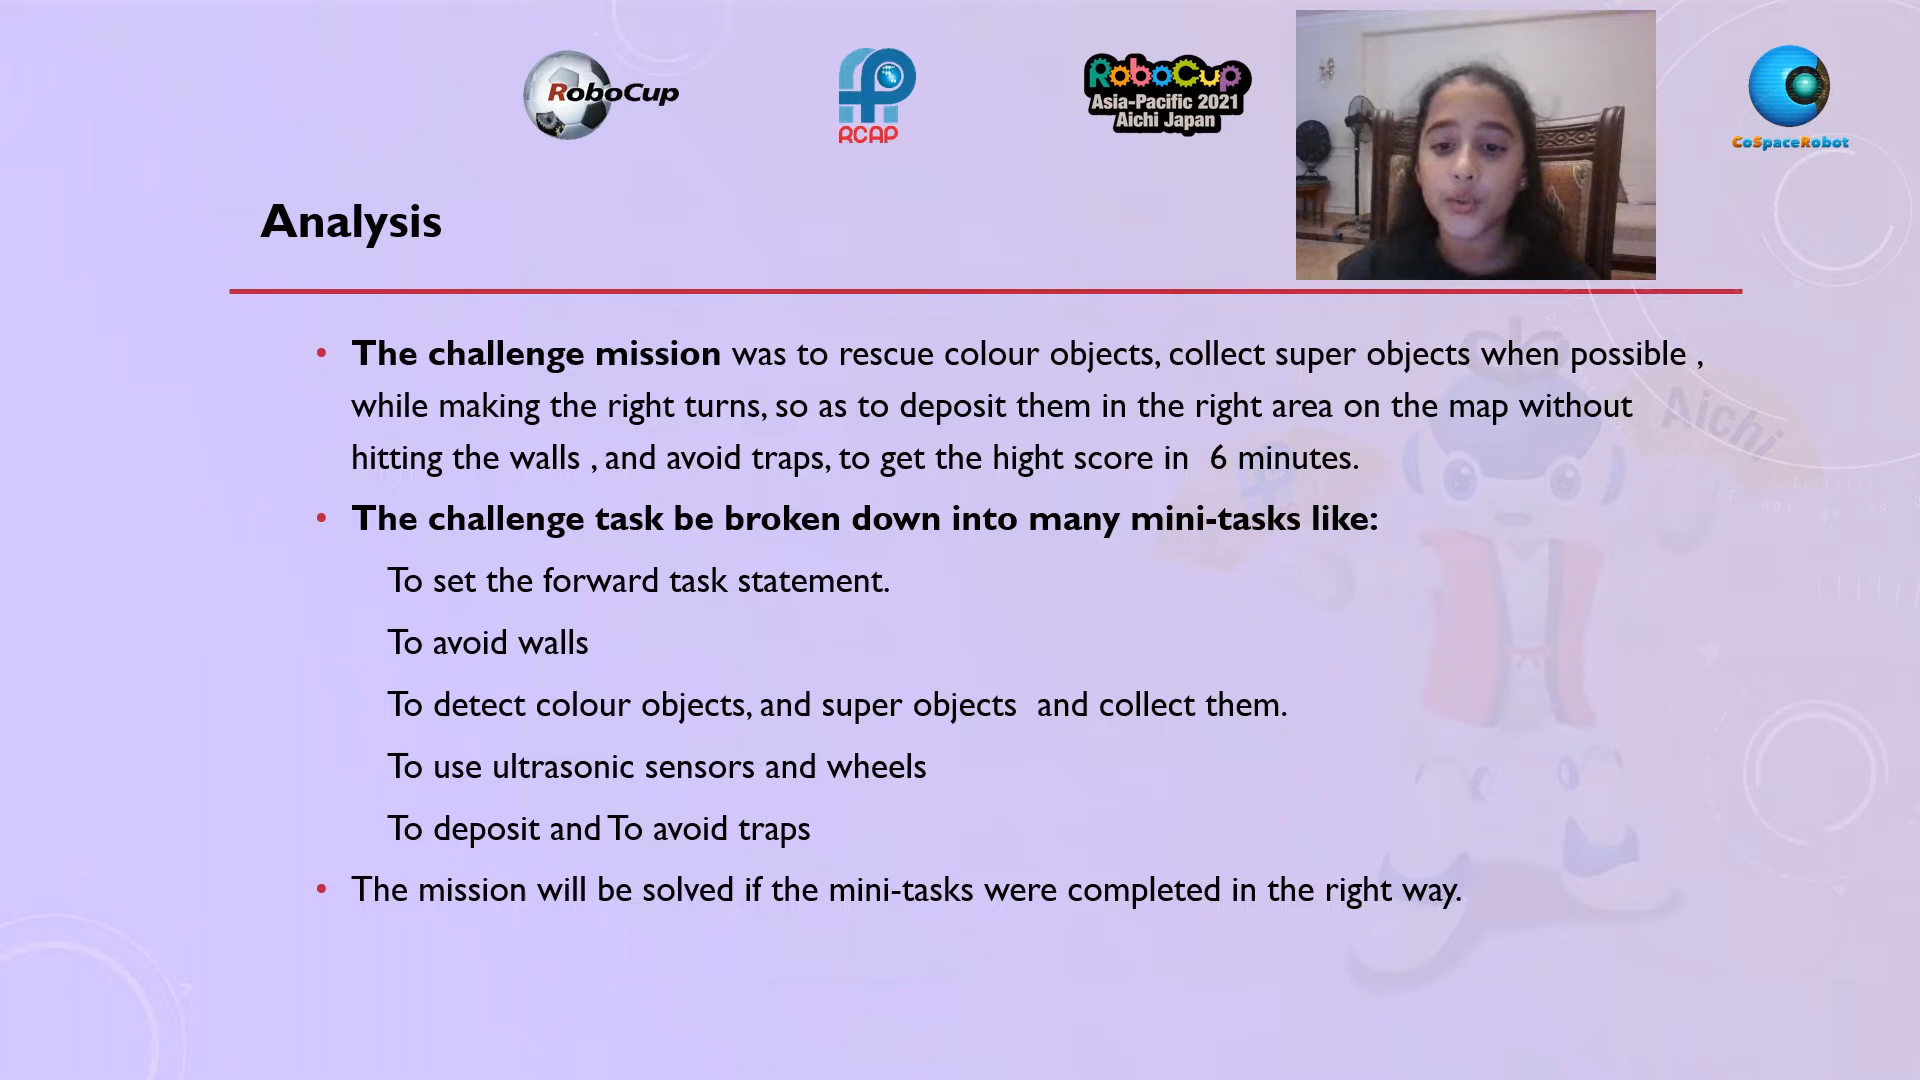 RoboCup
RCAP
RoboCup
Asia-Pacific 2021
Aichi Japan
CoSpaceRobot
Analysis
• The challenge mission was to rescue colour objects, collect super objects when possible ,
while making the right turns, so as to deposit them in the right area on the map without
hitting the walls , and avoid traps, to get the hight score in  6 minutes.
• The challenge task be broken down into many mini-tasks like:
To set the forward task statement.
To avoid walls
To detect colour objects, and super objects  and collect them.
To use ultrasonic sensors and wheels
To deposit and To avoid traps
• The mission will be solved if the mini-tasks were completed in the right way.
Aichi